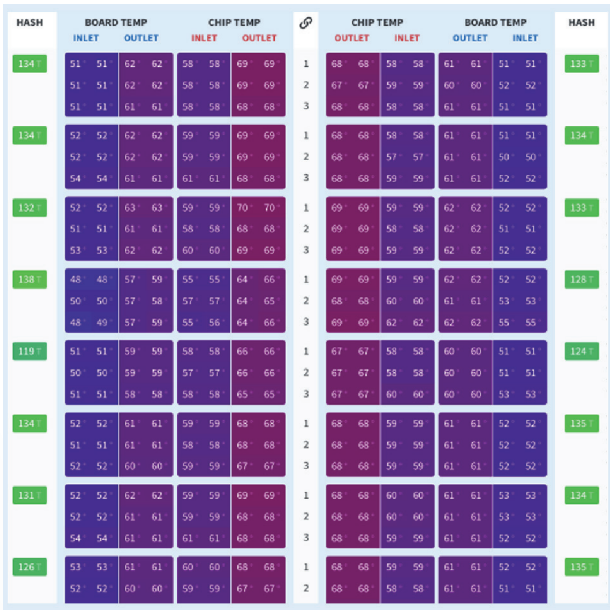 HASH BOARD TEMP CHIP TEMP CHIP TEMP BOARD TEMP HASH
INLET OUTLET INLET OUTLET OUTLET INLET OUTLET INLET
134 T 51° 51° 62° 62° 58° 58° 69° 69° 1 68° 68° 58° 58° 61° 61° 51° 51° 133 T
51° 51° 62° 62° 58° 58° 69° 69° 2 67° 67° 59° 59° 60° 60° 52° 52°
51° 51° 61° 61° 58° 58° 68° 68° 3 68° 68° 58° 59° 61° 61° 52° 52°
134 T 52° 52° 62° 62° 59° 59° 69° 69° 1 68° 68° 58° 58° 61° 61° 51° 51° 134 T
52° 52° 62° 62° 59° 59° 69° 69° 2 68° 68° 57° 57° 61° 61° 50° 50°
54° 54° 61° 61° 61° 61° 68° 68° 3 68° 68° 59° 59° 61° 61° 52° 52°
132 T 52° 52° 63° 63° 59° 59° 70° 70° 1 69° 69° 59° 59° 62° 62° 52° 52° 133 T
51° 51° 61° 61° 58° 58° 68° 68° 2 69° 69° 58° 58° 62° 62° 51° 51°
53° 53° 62° 62° 60° 60° 69° 69° 3 69° 69° 59° 59° 62° 62° 52° 52°
138 T 48° 48° 57° 59° 55° 55° 64° 66° 1 69° 69° 59° 59° 62° 62° 52° 52° 128 T
50° 50° 57° 58° 57° 57° 64° 65° 2 68° 68° 60° 60° 61° 61° 53° 53°
48° 49° 57° 59° 55° 56° 64° 66° 3 69° 69° 62° 62° 62° 62° 55° 55°
119 T 51° 51° 59° 59° 58° 58° 66° 66° 1 67° 67° 58° 58° 60° 60° 51° 51° 124 T
50° 50° 59° 59° 57° 57° 66° 66° 2 67° 67° 58° 58° 60° 60° 51° 51°
51° 51° 58° 58° 58° 58° 65° 65° 3 67° 67° 60° 60° 60° 60° 53° 53°
134 T 52° 52° 61° 61° 59° 59° 68° 68° 1 68° 68° 59° 59° 61° 61° 52° 52° 135 T
51° 51° 61° 61° 58° 58° 68° 68° 2 68° 68° 59° 59° 61° 61° 52° 52°
52° 52° 60° 60° 59° 59° 67° 67° 3 68° 68° 59° 59° 61° 61° 52° 52°
131 T 52° 52° 62° 62° 59° 59° 69° 69° 1 68° 68° 60° 60° 61° 61° 53° 53° 134 T
52° 52° 61° 61° 59° 59° 68° 68° 2 68° 68° 60° 60° 61° 61° 53° 53°
54° 54° 61° 61° 61° 61° 68° 68° 3 68° 68° 59° 59° 61° 61° 52° 52°
126 T 53° 53° 61° 61° 60° 60° 68° 68° 1 68° 68° 59° 59° 61° 61° 52° 52° 135 T
52° 52° 60° 60° 59° 59° 67° 67° 2 68° 68° 58° 58° 61° 61° 51° 51°